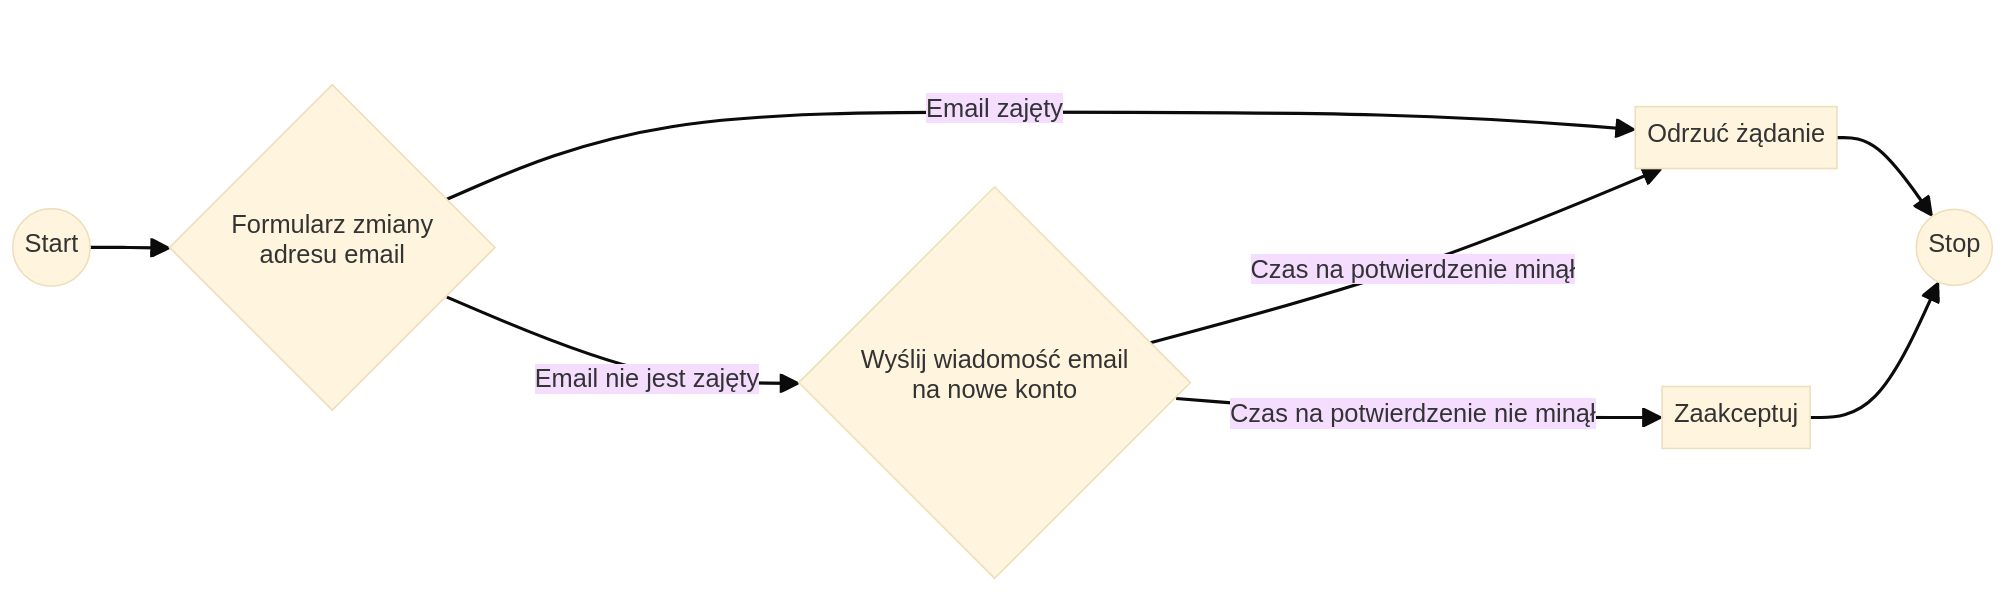 Start
Formularz zmiany
adresu email
Email zajęty
Email nie jest zajęty
Wyślij wiadomość email
na nowe konto
Czas na potwierdzenie minął
Czas na potwierdzenie nie minął
Odrzuć żądanie
Zaakceptuj
Stop